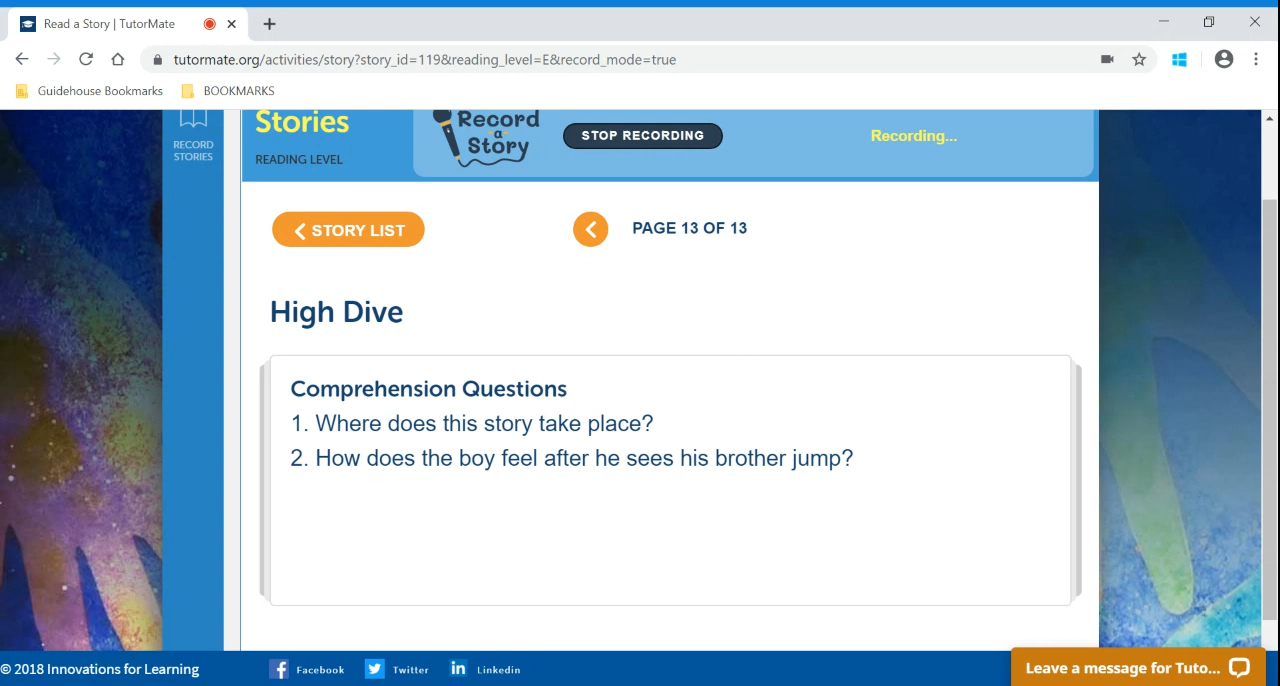 Read a Story | TutorMate
tutormate.org/activities/story?story_id=119&reading_level=E&record_mode=true
Guidehouse Bookmarks
BOOKMARKS
RECORD
STORIES
Stories
READING LEVEL
Record
a
Story
STOP RECORDING
Recording...
STORY LIST
PAGE 13 OF 13
High Dive
Comprehension Questions
1. Where does this story take place?
2. How does the boy feel after he sees his brother jump?
© 2018 Innovations for Learning
Facebook
Twitter
in
Linkedin
Leave a message for Tuto...